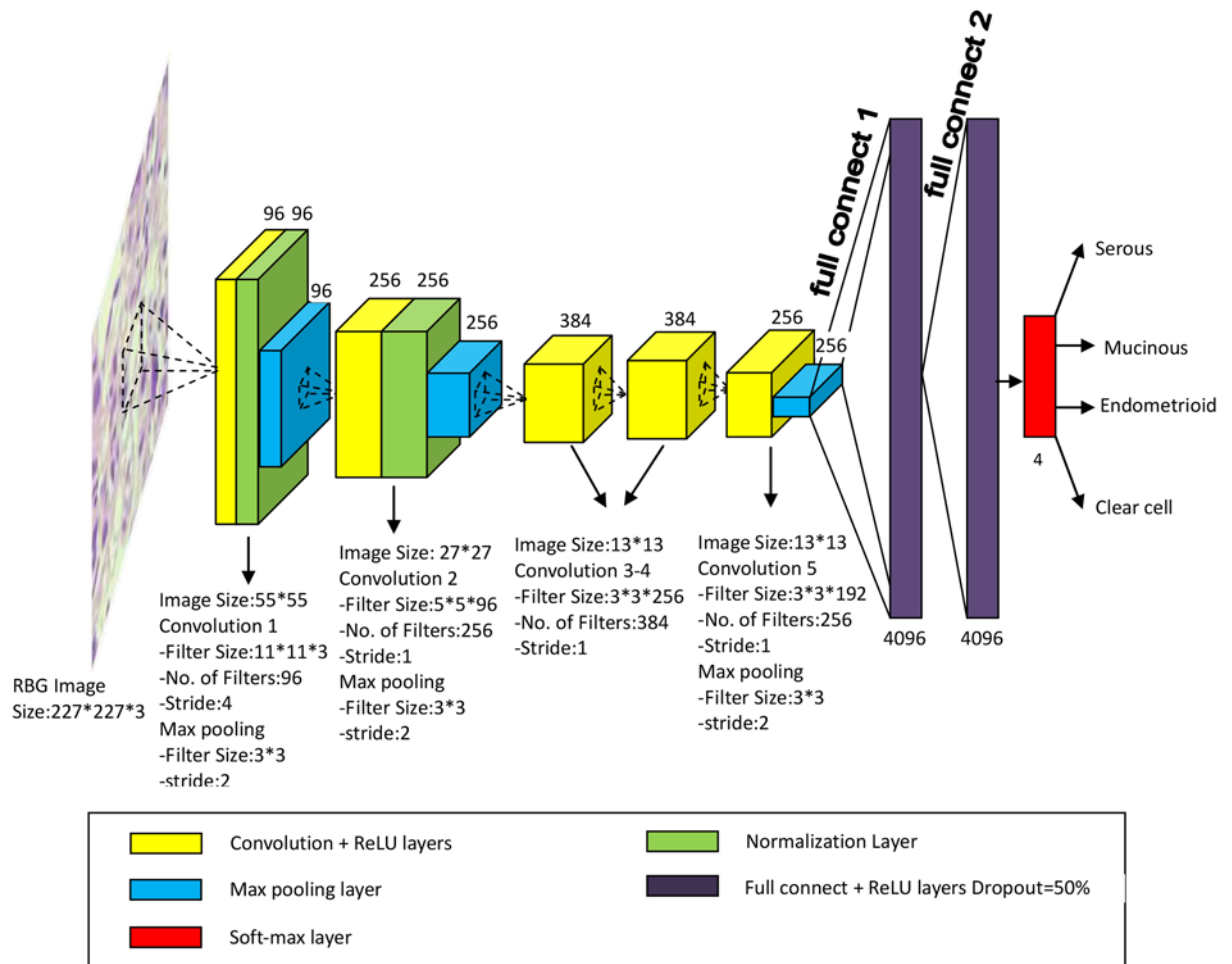 full connect 1
full connect 2
96 96
96
256 256
256
384
384
256
256
Serous
Mucinous
Endometrioid
Clear cell
4
4096
4096
RBG Image
Size:227*227*3
Image Size:55*55
Convolution 1
-Filter Size:11*11*3
-No. of Filters:96
-Stride:4
Max pooling
-Filter Size:3*3
-stride:2
Image Size: 27*27
Convolution 2
-Filter Size:5*5*96
-No. of Filters:256
-Stride:1
Max pooling
-Filter Size:3*3
-stride:2
Image Size:13*13
Convolution 3-4
-Filter Size:3*3*256
-No. of Filters:384
-Stride:1
Image Size:13*13
Convolution 5
-Filter Size:3*3*192
-No. of Filters:256
-Stride:1
Max pooling
-Filter Size:3*3
-stride:2
Convolution + ReLU layers
Max pooling layer
Soft-max layer
Normalization Layer
Full connect + ReLU layers Dropout=50%